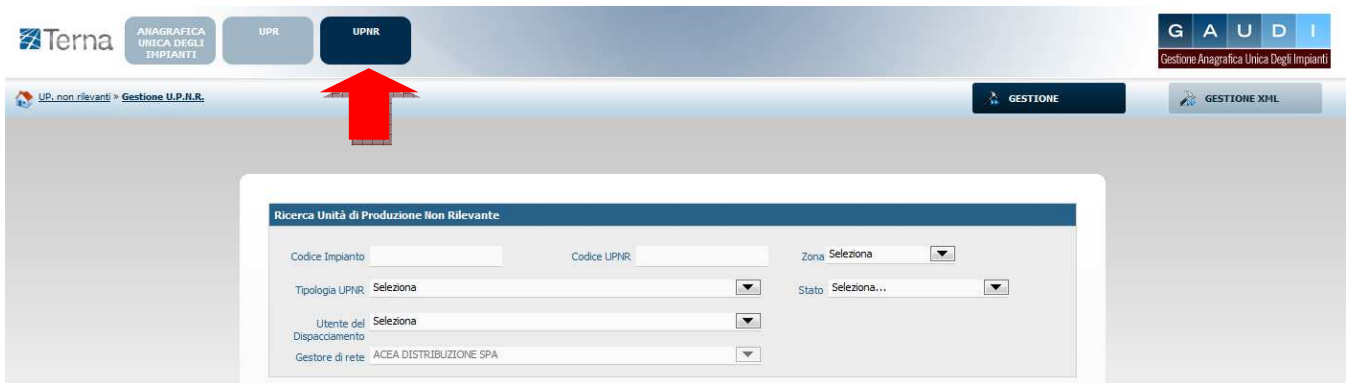 Terna
ANAGRAFICA
UNICA DEGLI
IMPIANTI
UPR
UPNR
G A U D I
Gestione Anagrafica Unica Degli Impianti
UP. non rilevanti » Gestione U.P.N.R.
GESTIONE
GESTIONE XML
Ricerca Unità di Produzione Non Rilevante
Codice Impianto
Codice UPNR
Zona Seleziona
Tipologia UPNR Seleziona
Stato Seleziona...
Utente del Seleziona
Dispacciamento
Gestore di rete ACEA DISTRIBUZIONE SPA